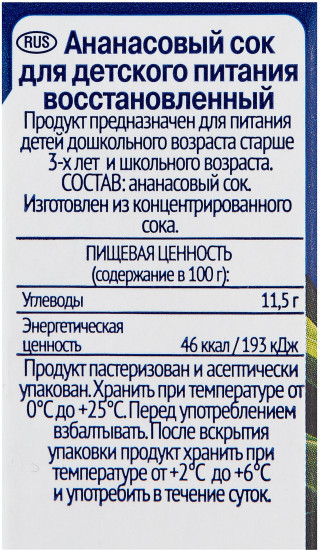 RUS Ананасовый сок
для детского питания
восстановленный
Продукт предназначен для питания
детей дошкольного возраста старше
3-х лет и школьного возраста.
СОСТАВ: ананасовый сок.
Изготовлен из концентрированного
сока.
ПИЩЕВАЯ ЦЕННОСТЬ
(содержание в 100 г):
Углеводы 11,5 г
Энергетическая
ценность 46 ккал / 193 кДж
Продукт пастеризован и асептически
упакован. Хранить при температуре от
0°С до +25°С. Перед употреблением
взбалтывать. После вскрытия
упаковки продукт хранить при
температуре от +2°С до +6°С
и употребить в течение суток.